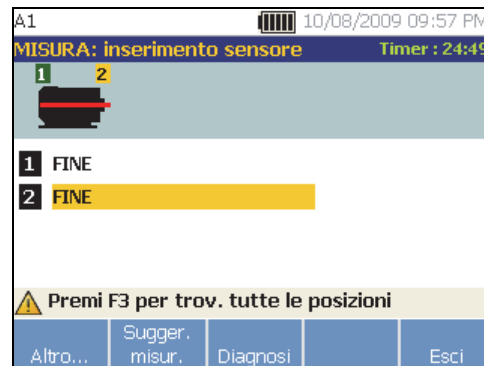 A1 10/08/2009 09:57 PM
MISURA: inserimento sensore Timer : 24:49
1 2
1 FINE
2 FINE
Premi F3 per trov. tutte le posizioni
Altro... Sugger. misur. Diagnosi Esci